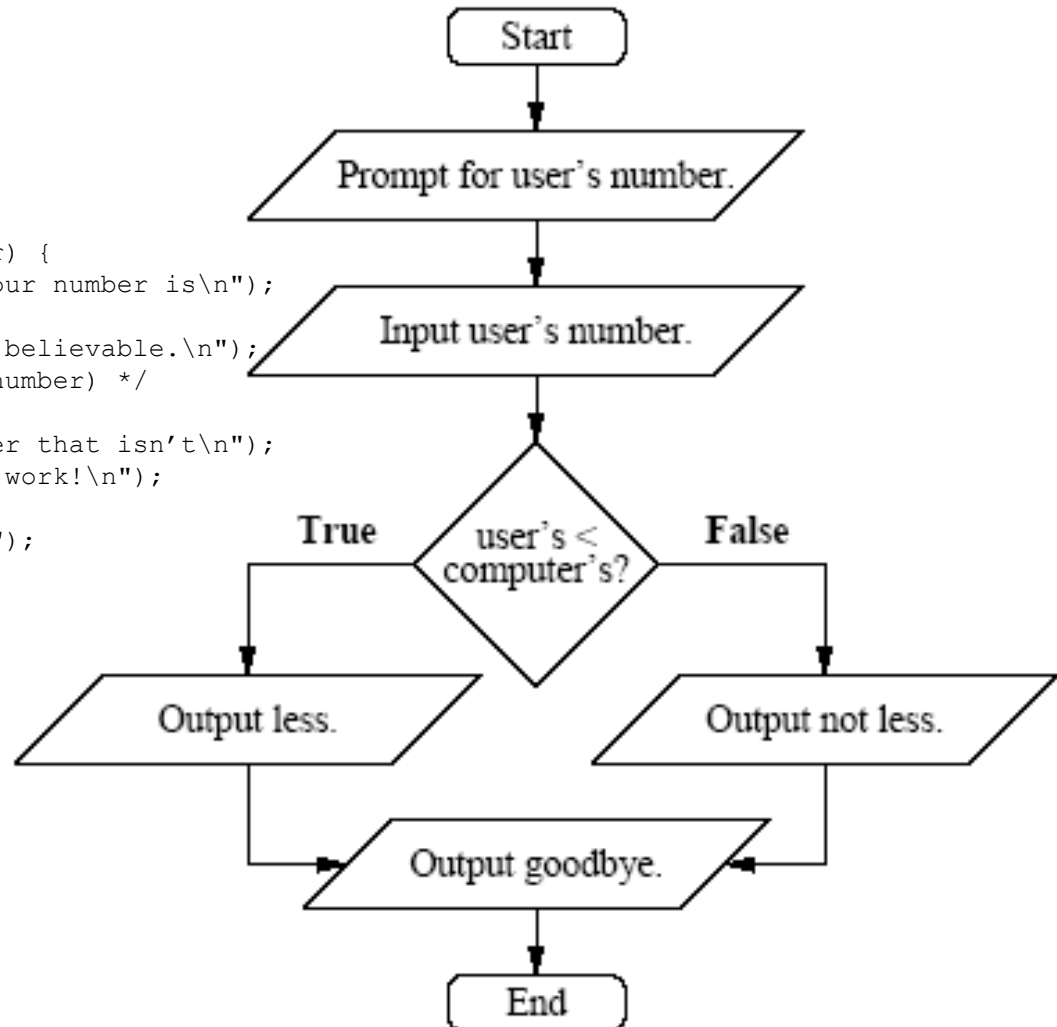 Start
Prompt for user’s number.
r) {
our number is\n");
Input user’s number.
believable.\n");
number) */
er that isn’t\n");
work!\n");
");
True
user’s <
computer’s?
False
Output less.
Output not less.
Output goodbye.
End